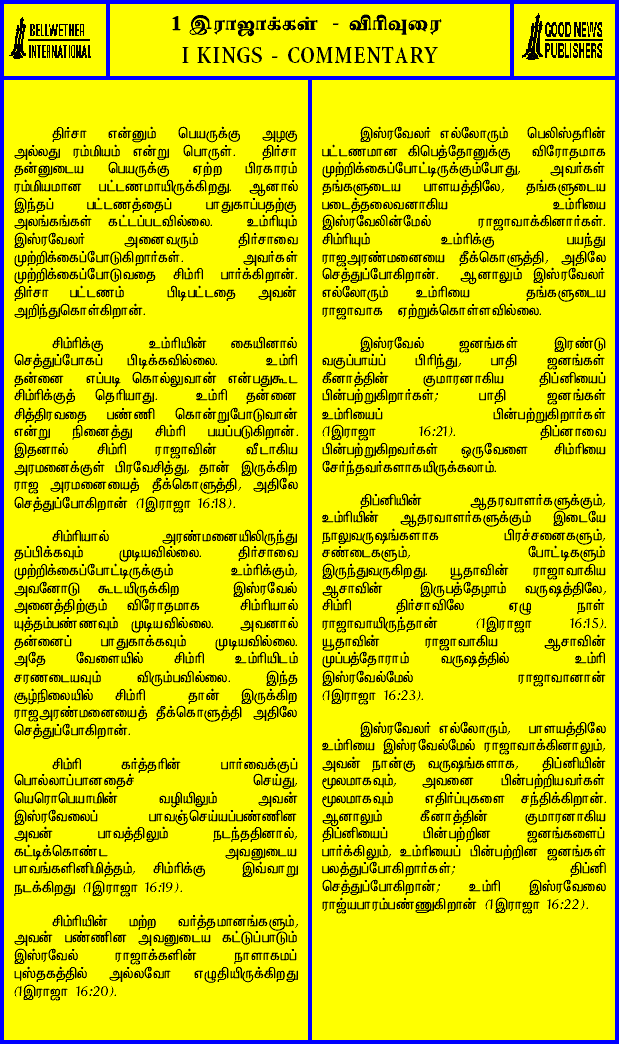 BELLWETHER
INTERNATIONAL
1 இராஜாக்கள் - விரிவுரை
I KINGS - COMMENTARY
GOOD NEWS
PUBLISHERS
திர்சா என்னும் பெயருக்கு அழகு
அல்லது ரம்மியம் என்று பொருள். திர்சா
தன்னுடைய பெயருக்கு ஏற்ற பிரகாரம்
ரம்மியமான பட்டணமாயிருக்கிறது. ஆனால்
இந்தப் பட்டணத்தைப் பாதுகாப்பதற்கு
அலங்கங்கள் கட்டப்படவில்லை. உம்ரியும்
இஸ்ரவேலர் அனைவரும் திர்சாவை
முற்றிக்கைப்போடுகிறார்கள். அவர்கள்
முற்றிக்கைப்போடுவதை சிம்ரி பார்க்கிறான்.
திர்சா பட்டணம் பிடிபட்டதை அவன்
அறிந்துகொள்கிறான்.
சிம்ரிக்கு உம்ரியின் கையினால்
செத்துப்போகப் பிடிக்கவில்லை. உம்ரி
தன்னை எப்படி கொல்லுவான் என்பதுகூட
சிம்ரிக்குத் தெரியாது. உம்ரி தன்னை
சித்திரவதை பண்ணி கொன்றுபோடுவான்
என்று நினைத்து சிம்ரி பயப்படுகிறான்.
இதனால் சிம்ரி ராஜாவின் வீடாகிய
அரமனைக்குள் பிரவேசித்து, தான் இருக்கிற
ராஜ அரமனையைத் தீக்கொளுத்தி, அதிலே
செத்துப்போகிறான் (1இராஜா 16:18).
சிம்ரியால் அரண்மனையிலிருந்து
தப்பிக்கவும் முடியவில்லை. திர்சாவை
முற்றிக்கைப்போட்டிருக்கும் உம்ரிக்கும்,
அவனோடு கூடயிருக்கிற இஸ்ரவேல்
அனைத்திற்கும் விரோதமாக சிம்ரியால்
யுத்தம்பண்ணவும் முடியவில்லை. அவனால்
தன்னைப் பாதுகாக்கவும் முடியவில்லை.
அதே வேளையில் சிம்ரி உம்ரியிடம்
சரணடையவும் விரும்பவில்லை. இந்த
சூழ்நிலையில் சிம்ரி தான் இருக்கிற
ராஜஅரண்மனையைத் தீக்கொளுத்தி அதிலே
செத்துப்போகிறான்.
சிம்ரி கர்த்தரின் பார்வைக்குப்
பொல்லாப்பானதைச் செய்து,
யெரொபெயாமின் வழியிலும் அவன்
இஸ்ரவேலைப் பாவஞ்செய்யப்பண்ணின
அவன் பாவத்திலும் நடந்ததினால்,
கட்டிக்கொண்ட அவனுடைய
பாவங்களினிமித்தம், சிம்ரிக்கு இவ்வாறு
நடக்கிறது (1இராஜா 16:19).
சிம்ரியின் மற்ற வர்த்தமானங்களும்,
அவன் பண்ணின அவனுடைய கட்டுப்பாடும்
இஸ்ரவேல் ராஜாக்களின் நாளாகமப்
புஸ்தகத்தில் அல்லவோ எழுதியிருக்கிறது
(1இராஜா 16:20).
இஸ்ரவேலர் எல்லோரும் பெலிஸ்தரின்
பட்டணமான கிபெத்தோனுக்கு விரோதமாக
முற்றிக்கைப்போட்டிருக்கும்போது, அவர்கள்
தங்களுடைய பாளயத்திலே, தங்களுடைய
படைத்தலைவனாகிய உம்ரியை
இஸ்ரவேலின்மேல் ராஜாவாக்கினார்கள்.
சிம்ரியும் உம்ரிக்கு பயந்து
ராஜஅரண்மனையை தீக்கொளுத்தி, அதிலே
செத்துப்போகிறான். ஆனாலும் இஸ்ரவேலர்
எல்லோரும் உம்ரியை தங்களுடைய
ராஜாவாக ஏற்றுக்கொள்ளவில்லை.
இஸ்ரவேல் ஜனங்கள் இரண்டு
வகுப்பாய்ப் பிரிந்து, பாதி ஜனங்கள்
கீனாத்தின் குமாரனாகிய திப்னியைப்
பின்பற்றுகிறார்கள்; பாதி ஜனங்கள்
உம்ரியைப் பின்பற்றுகிறார்கள்
(1இராஜா 16:21). திப்னாவை
பின்பற்றுகிறவர்கள் ஒருவேளை சிம்ரியை
சேர்ந்தவர்களாகயிருக்கலாம்.
திப்னியின் ஆதரவாளர்களுக்கும்,
உம்ரியின் ஆதரவாளர்களுக்கும் இடையே
நாலுவருஷங்களாக பிரச்சனைகளும்,
சண்டைகளும், போட்டிகளும்
இருந்துவருகிறது. யூதாவின் ராஜாவாகிய
ஆசாவின் இருபத்தேழாம் வருஷத்திலே,
சிம்ரி திர்சாவிலே ஏழு நாள்
ராஜாவாயிருந்தான் (1இராஜா 16:15).
யூதாவின் ராஜாவாகிய ஆசாவின்
முப்பத்தோராம் வருஷத்தில் உம்ரி
இஸ்ரவேல்மேல் ராஜாவானான்
(1இராஜா 16:23).
இஸ்ரவேலர் எல்லோரும், பாளயத்திலே
உம்ரியை இஸ்ரவேல்மேல் ராஜாவாக்கினாலும்,
அவன் நான்கு வருஷங்களாக, திப்னியின்
மூலமாகவும், அவனை பின்பற்றியவர்கள்
மூலமாகவும் எதிர்ப்புகளை சந்திக்கிறான்.
ஆனாலும் கீனாத்தின் குமாரனாகிய
திப்னியைப் பின்பற்றின ஜனங்களைப்
பார்க்கிலும், உம்ரியைப் பின்பற்றின ஜனங்கள்
பலத்துப்போகிறார்கள்; திப்னி
செத்துப்போகிறான்; உம்ரி இஸ்ரவேலை
ராஜ்யபாரம்பண்ணுகிறான் (1இராஜா 16:22).